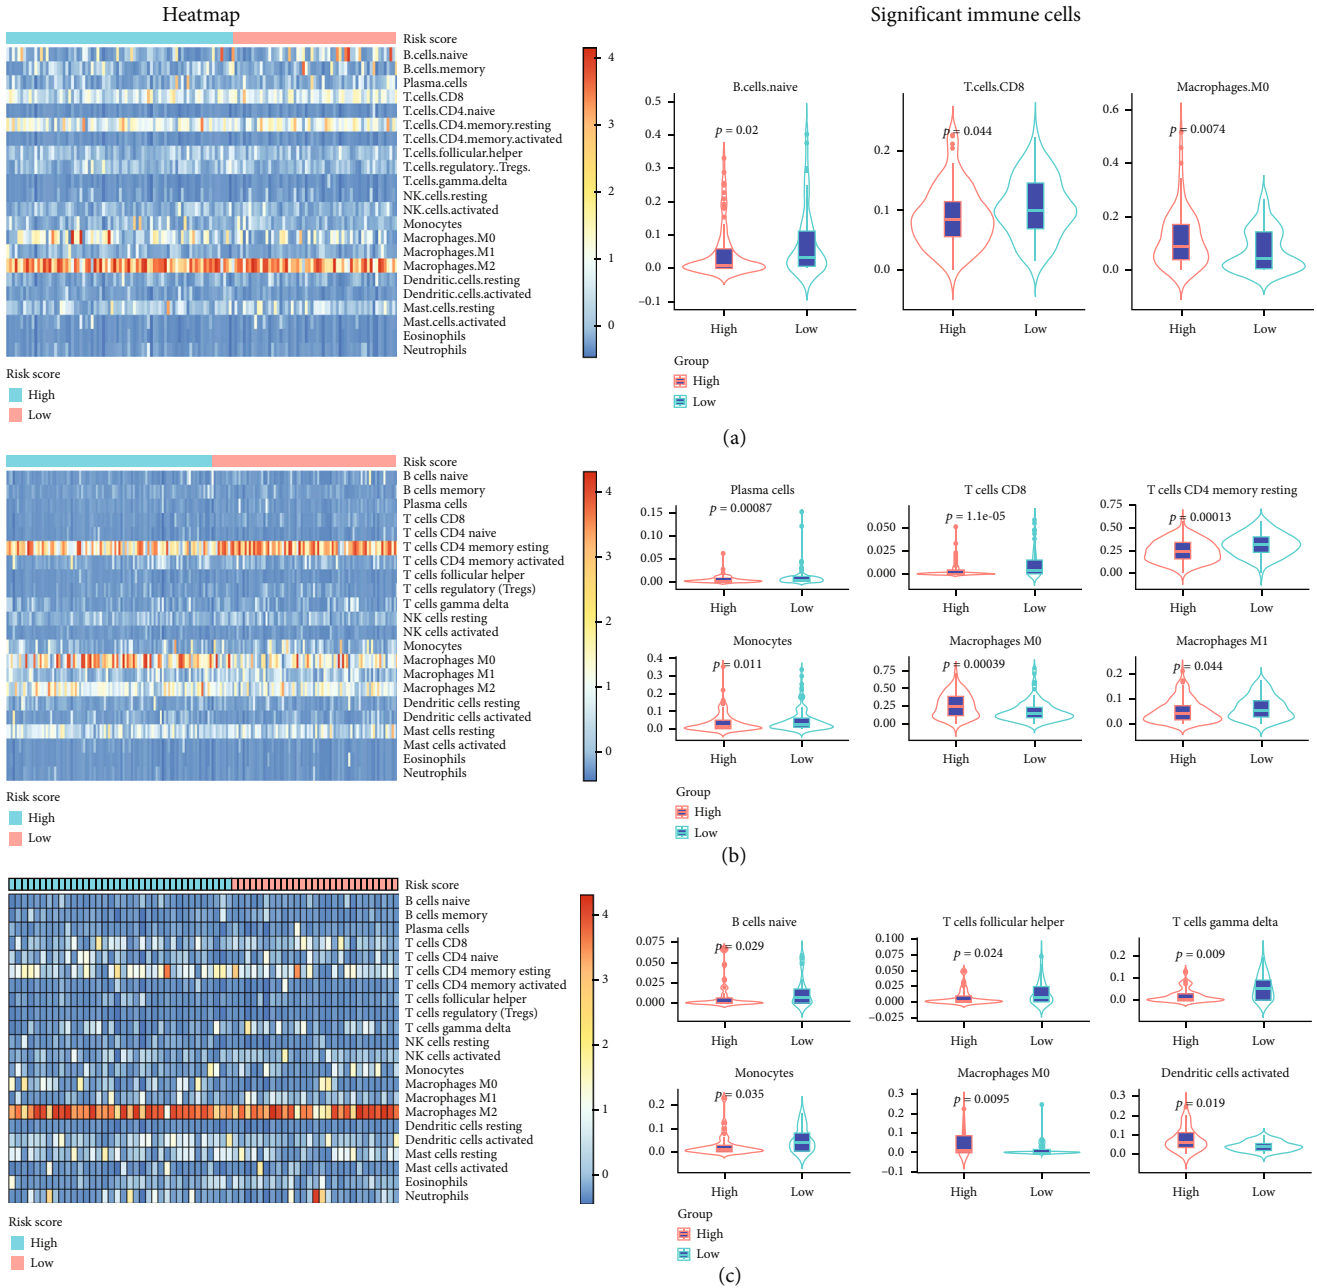 Heatmap
Significant immune cells
Risk score
B.cells.naive
B.cells.memory
Plasma.cells
T.cells.CD8
T.cells.CD4.naive
T.cells.CD4.memory.resting
T.cells.CD4.memory.activated
T.cells.follicular.helper
T.cells.regulatory..Tregs.
T.cells.gamma.delta
NK.cells.resting
NK.cells.activated
Monocytes
Macrophages.M0
Macrophages.M1
Macrophages.M2
Dendritic.cells.resting
Dendritic.cells.activated
Mast.cells.resting
Mast.cells.activated
Eosinophils
Neutrophils
4
3
2
1
0
Risk score
High
Low
B.cells.naive
p = 0.02
0.5
0.4
0.3
0.2
0.1
0.0
−0.1
High Low
T.cells.CD8
p = 0.044
0.2
0.1
0.0
High Low
Macrophages.M0
p = 0.0074
0.6
0.4
0.2
0.0
High Low
Group
High
Low
(a)
Risk score
B cells naive
B cells memory
Plasma cells
T cells CD8
T cells CD4 naive
T cells CD4 memory esting
T cells CD4 memory activated
T cells follicular helper
T cells regulatory (Tregs)
T cells gamma delta
NK cells resting
NK cells activated
Monocytes
Macrophages M0
Macrophages M1
Macrophages M2
Dendritic cells resting
Dendritic cells activated
Mast cells resting
Mast cells activated
Eosinophils
Neutrophils
4
3
2
1
0
Risk score
High
Low
Plasma cells
p = 0.00087
0.15
0.10
0.05
0.00
High Low
T cells CD8
p = 1.1e-05
0.050
0.025
0.000
High Low
T cells CD4 memory resting
p = 0.00013
0.75
0.50
0.25
0.00
High Low
Monocytes
p = 0.011
0.4
0.3
0.2
0.1
0.0
High Low
Macrophages M0
p = 0.00039
0.75
0.50
0.25
0.00
High Low
Macrophages M1
p = 0.044
0.2
0.1
0.0
High Low
Group
High
Low
(b)
Risk score
B cells naive
B cells memory
Plasma cells
T cells CD8
T cells CD4 naive
T cells CD4 memory esting
T cells CD4 memory activated
T cells follicular helper
T cells regulatory (Tregs)
T cells gamma delta
NK cells resting
NK cells activated
Monocytes
Macrophages M0
Macrophages M1
Macrophages M2
Dendritic cells resting
Dendritic cells activated
Mast cells resting
Mast cells activated
Eosinophils
Neutrophils
4
3
2
1
0
Risk score
High
Low
B cells naive
p = 0.029
0.075
0.050
0.025
0.000
High Low
T cells follicular helper
p = 0.024
0.100
0.075
0.050
0.025
0.000
−0.025
High Low
T cells gamma delta
p = 0.009
0.2
0.1
0.0
High Low
Monocytes
p = 0.035
0.2
0.1
0.0
High Low
Macrophages M0
p = 0.0095
0.3
0.2
0.1
0.0
−0.1
High Low
Dendritic cells activated
p = 0.019
0.3
0.2
0.1
0.0
High Low
Group
High
Low
(c)